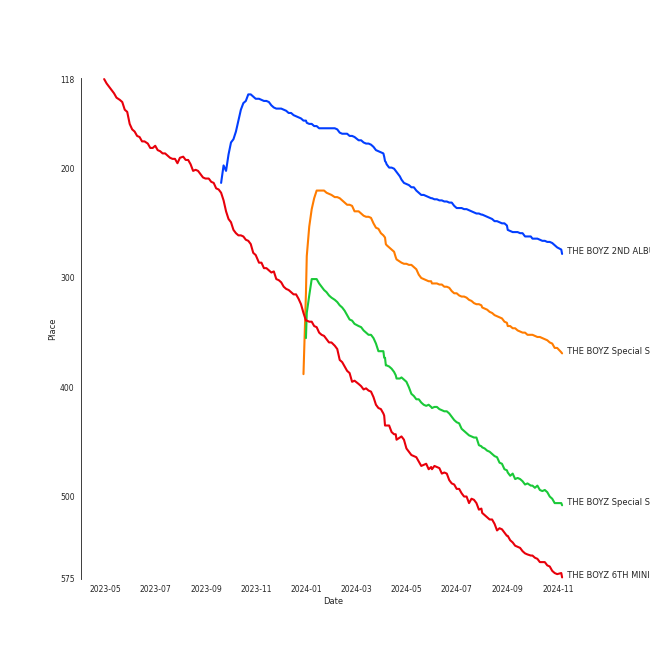 118
200
300
400
500
575
Place
THE BOYZ 2ND ALB
THE BOYZ Special S
THE BOYZ Special S
THE BOYZ 6TH MINI
2023-05 2023-07 2023-09 2023-11 2024-01 2024-03 2024-05 2024-07 2024-09 2024-11
Date